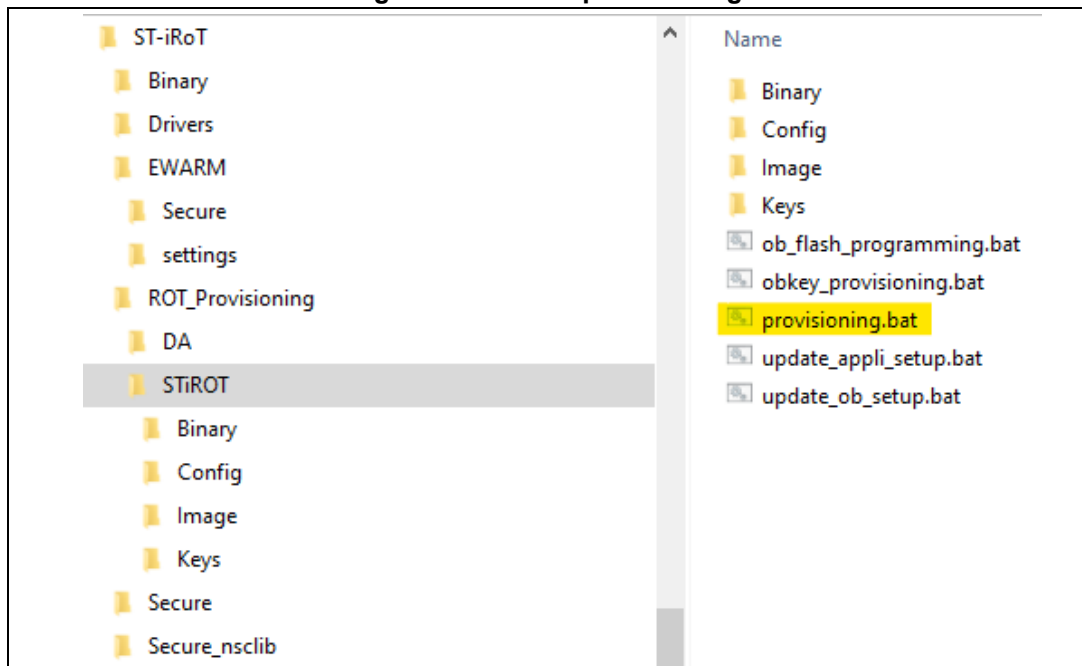 ST-iRoT
Binary
Drivers
EWARM
Secure
settings
ROT_Provisioning
DA
STiROT
Binary
Config
Image
Keys
Secure
Secure_nsclib
Name
Binary
Config
Image
Keys
ob_flash_programming.bat
obkey_provisioning.bat
provisioning.bat
update_appli_setup.bat
update_ob_setup.bat